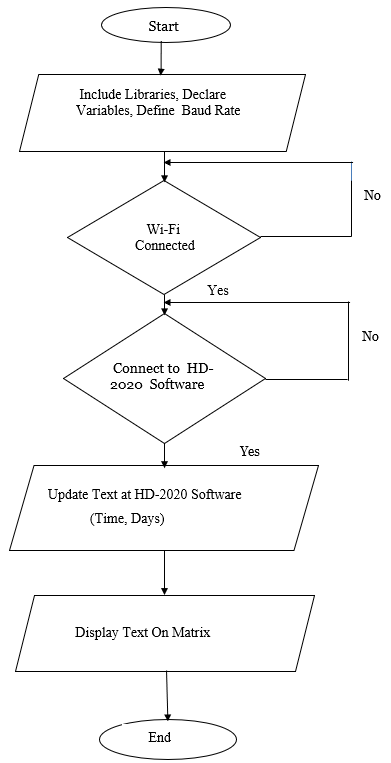 Start
Include Libraries, Declare
Variables, Define Baud Rate
No
Wi-Fi
Connected
Yes
No
Connect to HD-
2020 Software
Yes
Update Text at HD-2020 Software
(Time, Days)
Display Text On Matrix
End